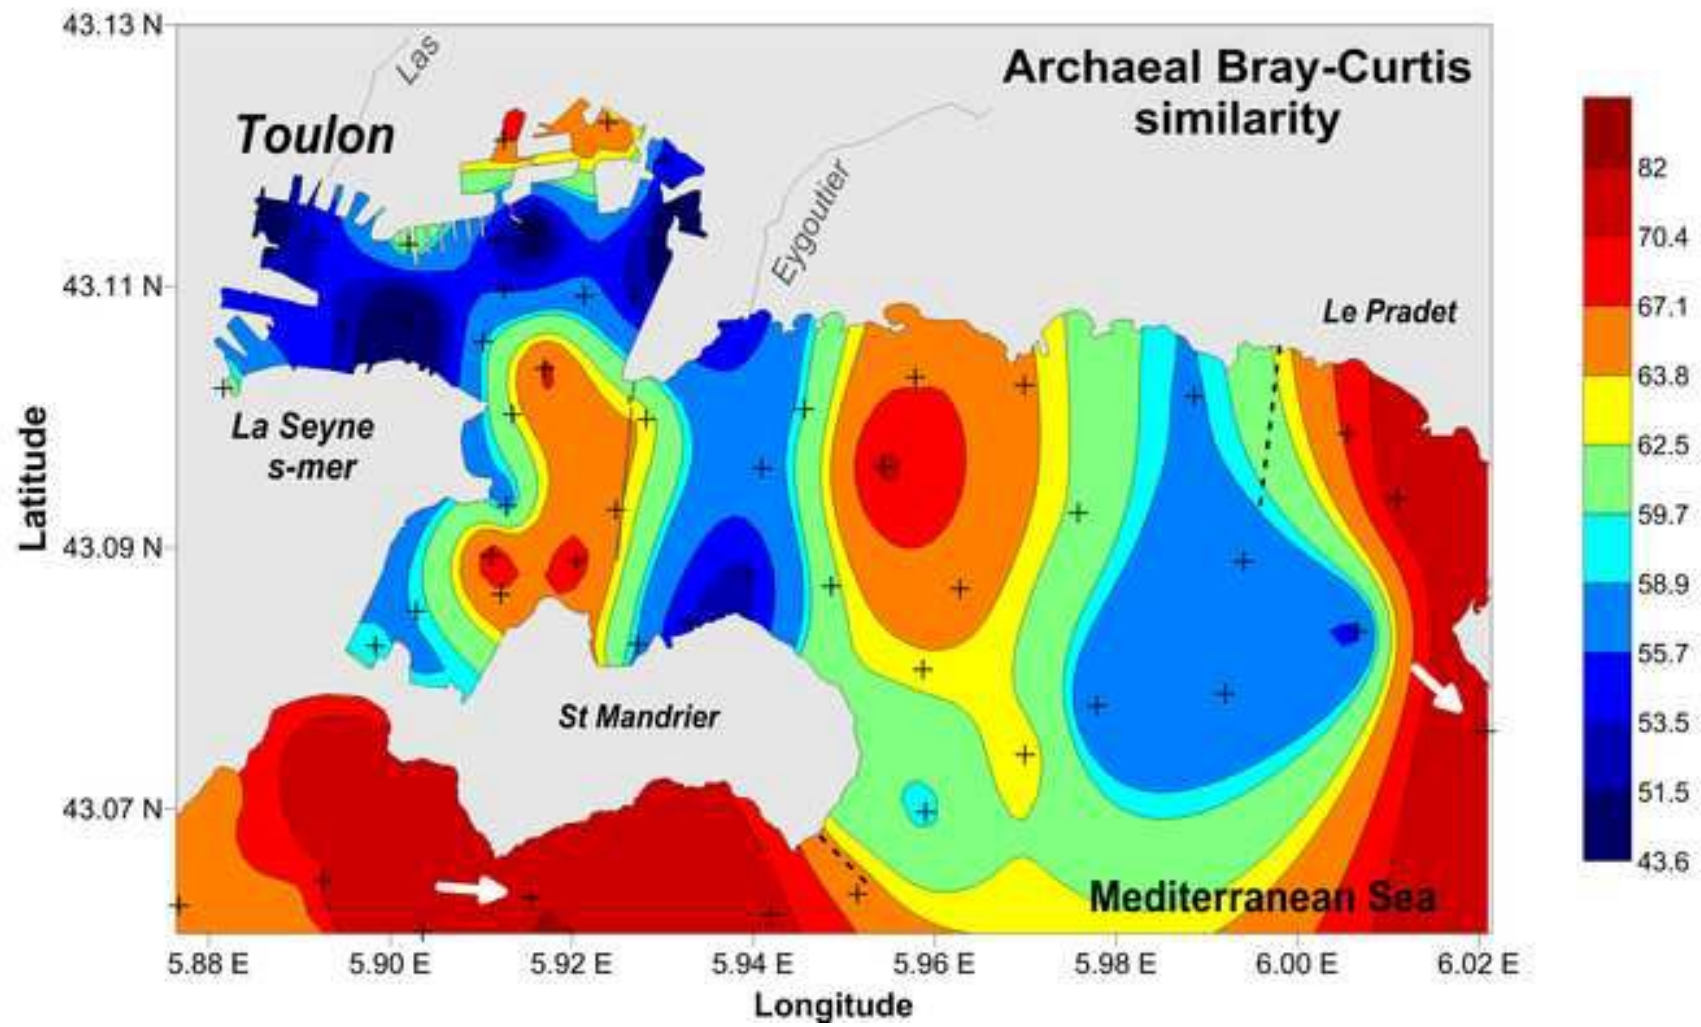 43.13 N
Las
Archaeal Bray-Curtis
similarity
Toulon
82
Eygoutier
70.4
43.11 N
Le Pradet
67.1
63.8
La Seyne
s-mer
62.5
Latitude
59.7
43.09 N
58.9
55.7
St Mandrier
53.5
51.5
43.07 N
43.6
Mediterranean Sea
5.88 E
5.90 E
5.92 E
5.94 E
5.96 E
5.98 E
6.00 E
6.02 E
Longitude